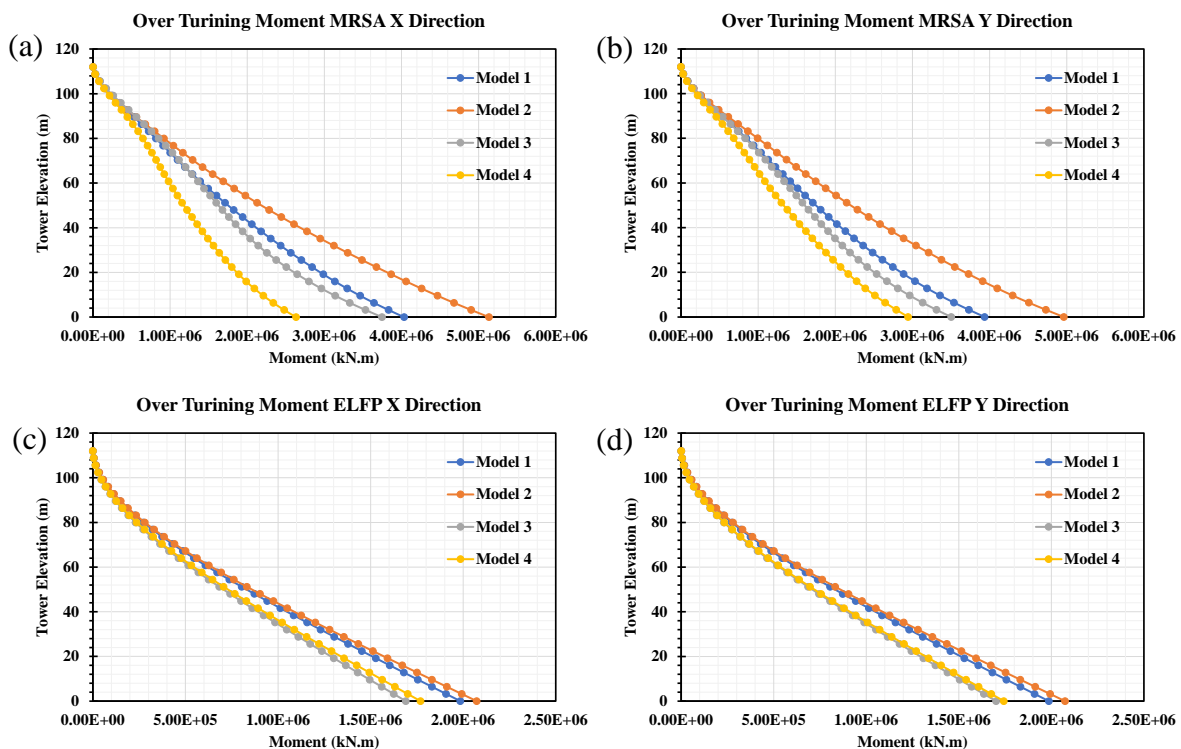 Over Turining Moment MRSA X Direction
(a)
120
100
80
60
40
20
0
Tower Elevation (m)
Model 1
Model 2
Model 3
Model 4
0.00E+00 1.00E+06 2.00E+06 3.00E+06 4.00E+06 5.00E+06 6.00E+06
Moment (kN.m)
Over Turining Moment MRSA Y Direction
(b)
120
100
80
60
40
20
0
Tower Elevation (m)
Model 1
Model 2
Model 3
Model 4
0.00E+00 1.00E+06 2.00E+06 3.00E+06 4.00E+06 5.00E+06 6.00E+06
Moment (kN.m)
Over Turining Moment ELFP X Direction
(c)
120
100
80
60
40
20
0
Tower Elevation (m)
Model 1
Model 2
Model 3
Model 4
0.00E+00 5.00E+05 1.00E+06 1.50E+06 2.00E+06 2.50E+06
Moment (kN.m)
Over Turining Moment ELFP Y Direction
(d)
120
100
80
60
40
20
0
Tower Elevation (m)
Model 1
Model 2
Model 3
Model 4
0.00E+00 5.00E+05 1.00E+06 1.50E+06 2.00E+06 2.50E+06
Moment (kN.m)